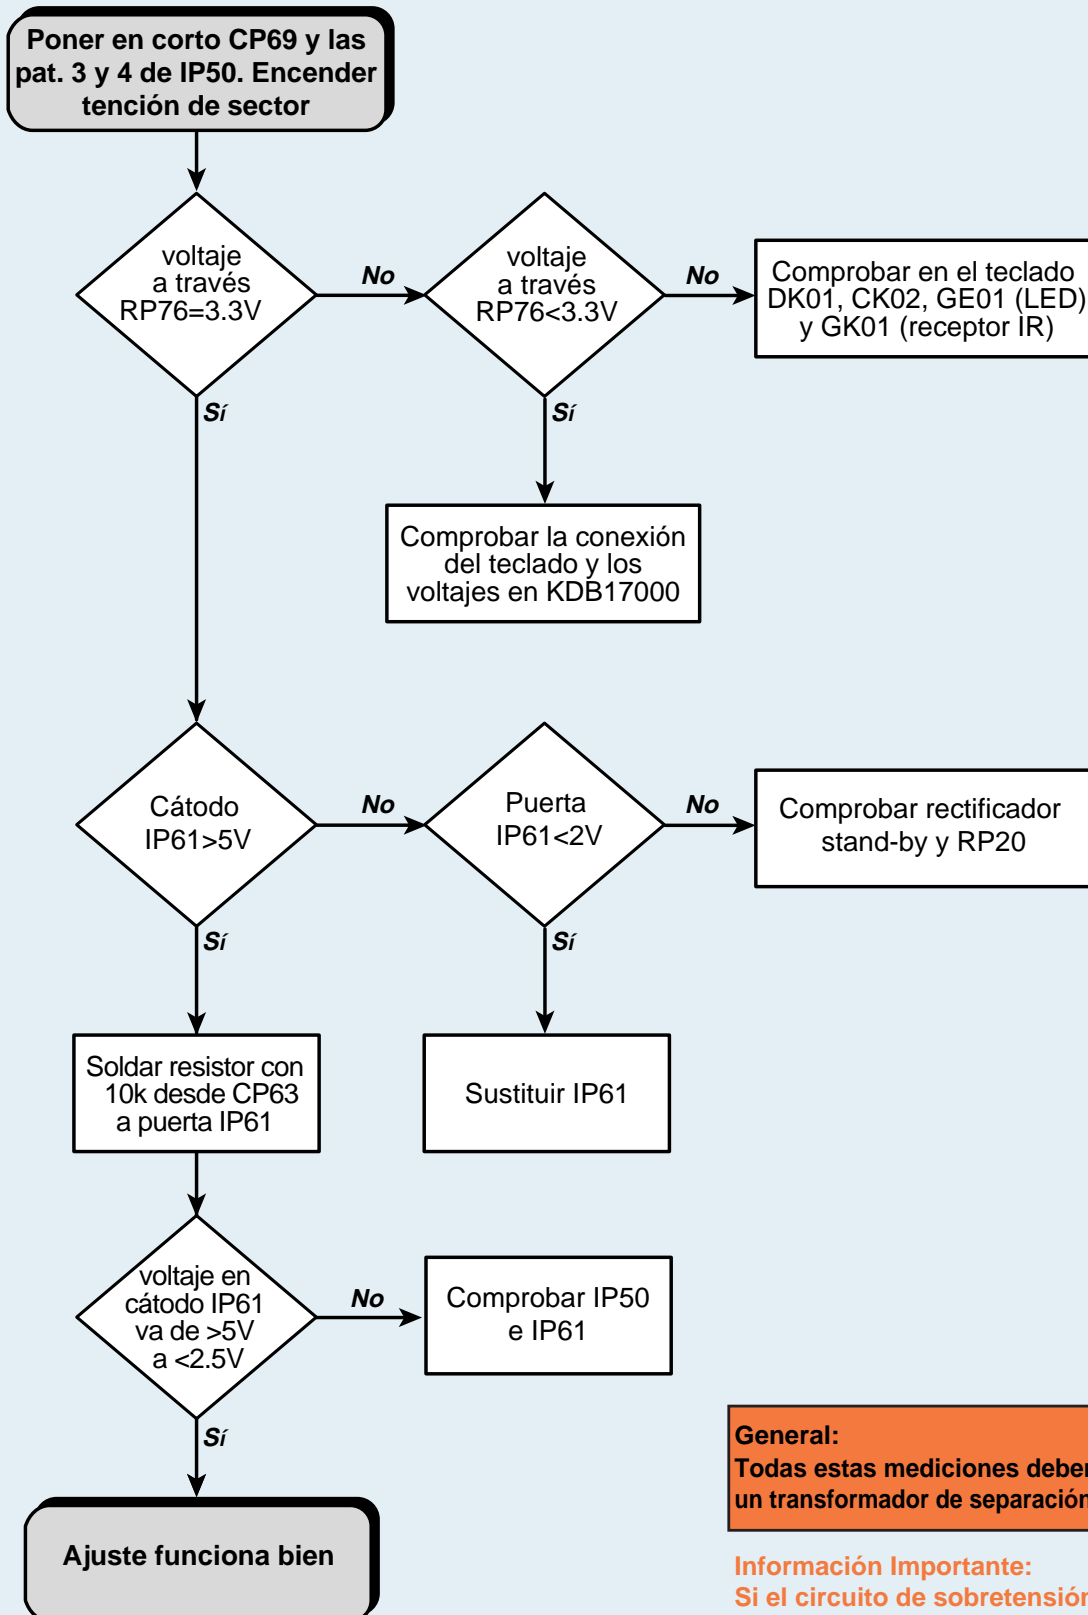 Poner en corto CP69 y las
pat. 3 y 4 de IP50. Encender
tención de sector
voltaje
a través
RP76=3.3V
No
voltaje
a través
RP76<3.3V
No
Comprobar en el teclado
DK01, CK02, GE01 (LED)
y GK01 (receptor IR)
Sí
Sí
Comprobar la conexión
del teclado y los
voltajes en KDB17000
Cátodo
IP61>5V
No
Puerta
IP61<2V
No
Comprobar rectificador
stand-by y RP20
Sí
Sí
Soldar resistor con
10k desde CP63
a puerta IP61
Sustituir IP61
voltaje en
cátodo IP61
va de >5V
a <2.5V
No
Comprobar IP50
e IP61
Sí
Ajuste funciona bien
General:
Todas estas mediciones deben
un transformador de separación
Información Importante:
Si el circuito de sobretensión